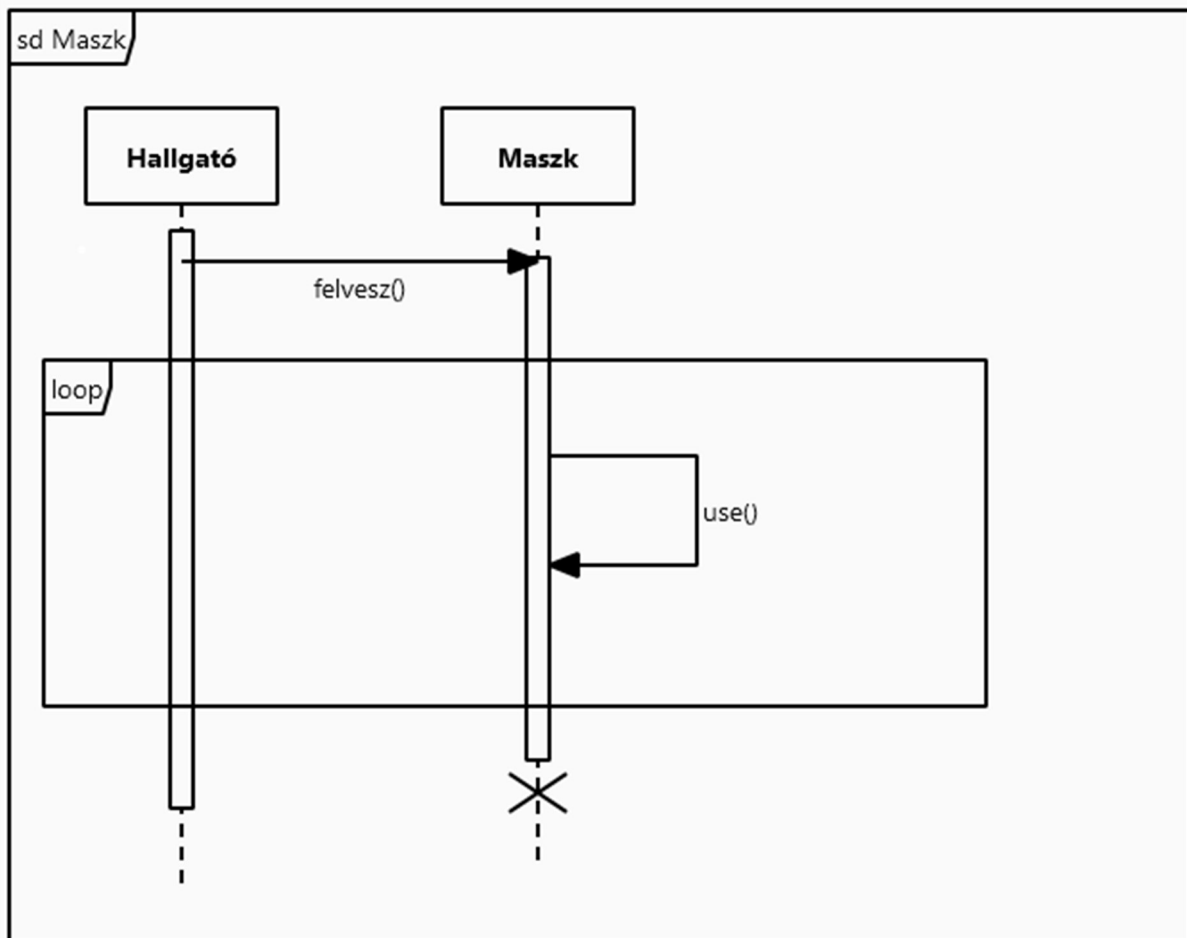 sd Maszk
Hallgató
Maszk
felvesz()
loop
use()